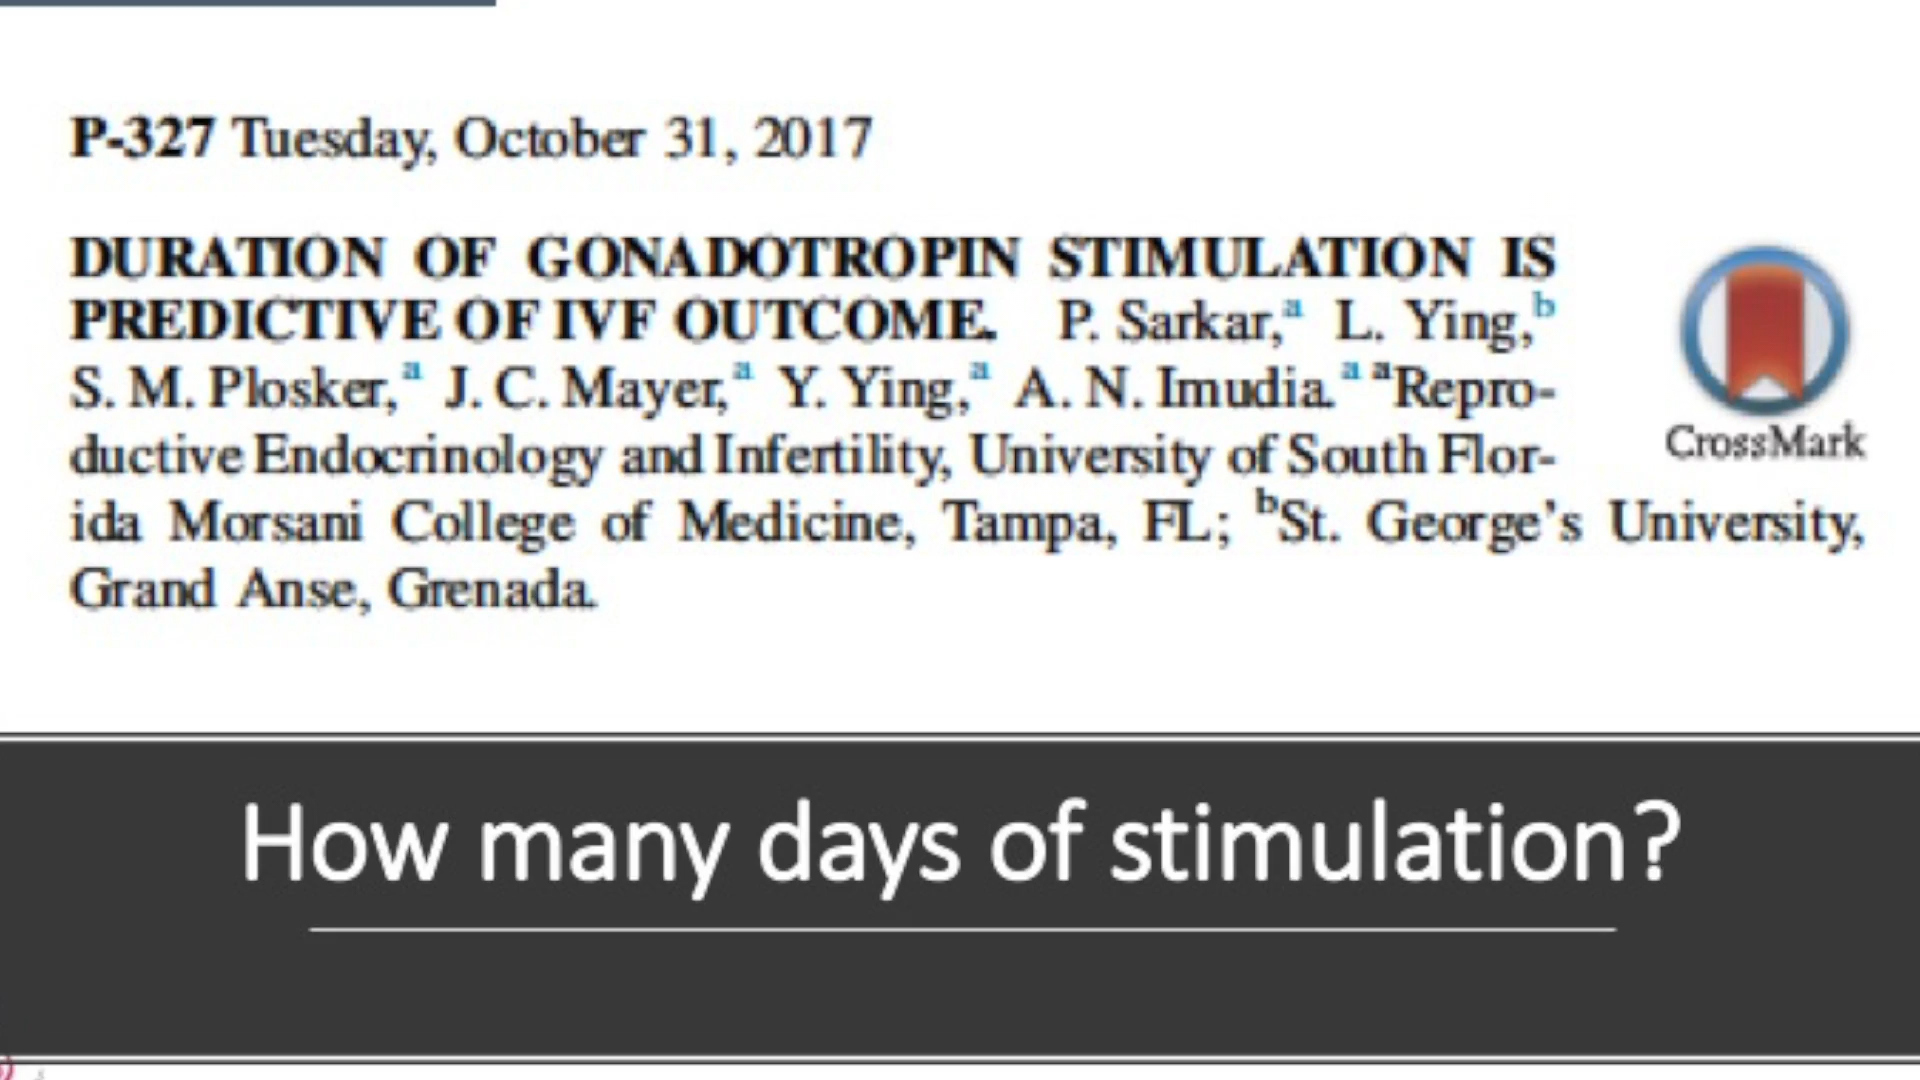 P-327 Tuesday, October 31, 2017
DURATION OF GONADOTROPIN STIMULATION IS
PREDICTIVE OF IVF OUTCOME. P. Sarkar,a L. Ying,b
S. M. Plosker,a J. C. Mayer,a Y. Ying,a A. N. Imudia.a aRepro-
ductive Endocrinology and Infertility, University of South Flor-
ida Morsani College of Medicine, Tampa, FL; bSt. George's University,
Grand Anse, Grenada.
CrossMark
How many days of stimulation?